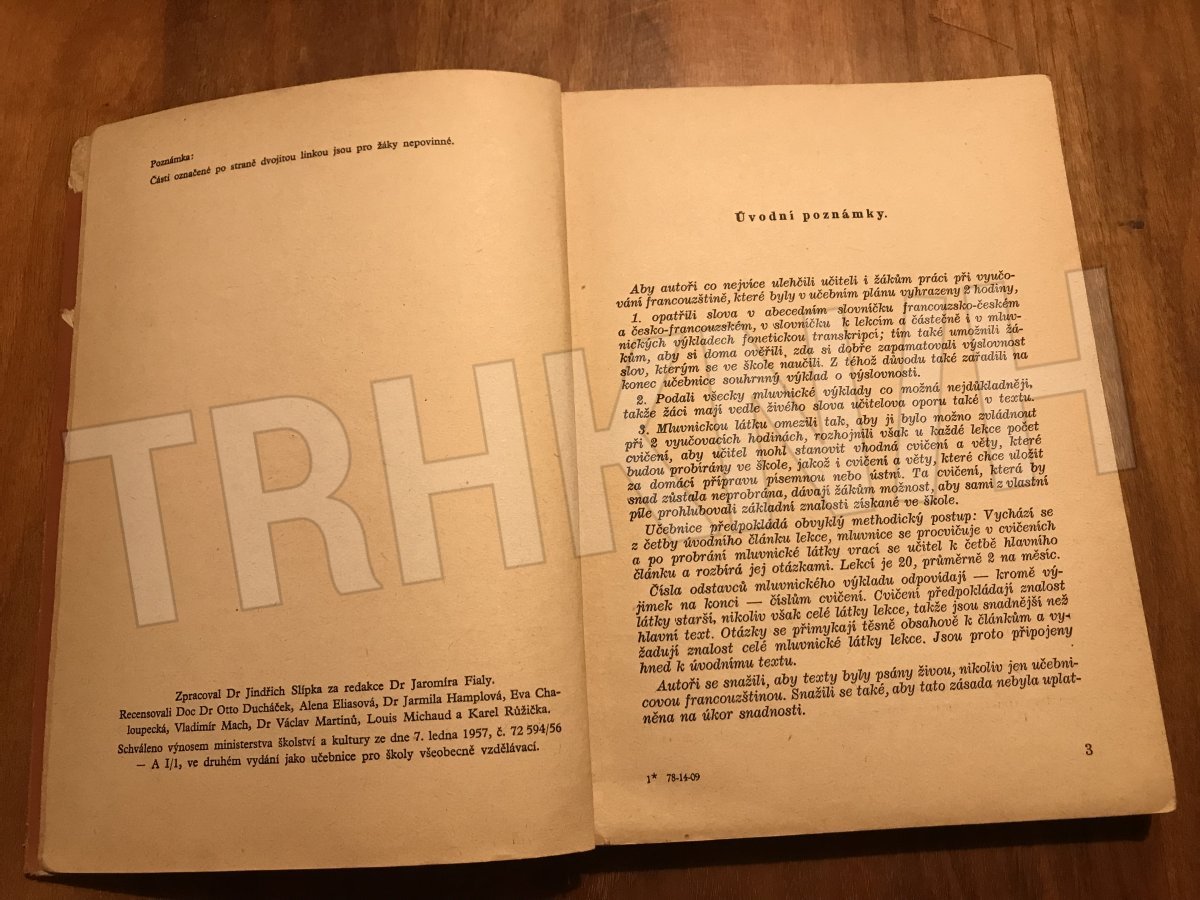 Poznámka:
Části označené po straně dvojitou linkou jsou pro žáky nepovinné.
Zpracoval Dr Jindřich Slípka za redakce Dr Jaromíra Fialy.
Recensovali Doc Dr Otto Ducháček, Alena Eliasová, Dr Jarmila Hamplová, Eva Cha-
loupecká, Vladimír Mach, Dr Václav Martinů, Louis Michaud a Karel Růžička.
Schváleno výnosem ministerstva školství a kultury ze dne 7. ledna 1957, č. 72 594/56
— A I/1, ve druhém vydání jako učebnice pro školy všeobecně vzdělávací.
Úvodní poznámky.
Aby autoři co nejvíce ulehčili učiteli i žákům práci při vyučo-
vání francouzštině, které byly v učebním plánu vyhrazeny 2 hodiny,
1. opatřili slova v abecedním slovníčku francouzsko-českém
a česko-francouzském, v slovníčku k lekcím a částečně i v mluv-
nických výkladech fonetickou transkripcí; tím také umožnili žá-
kům, aby si doma ověřili, zda si dobře zapamatovali výslovnost
slov, kterým se ve škole naučili. Z téhož důvodu také zařadili na
konec učebnice souhrnný výklad o výslovnosti.
2. Podali všecky mluvnické výklady co možná nejdůkladněji,
takže žáci mají vedle živého slova učitelova oporu také v textu.
3. Mluvnickou látku omezili tak, aby ji bylo možno zvládnout
při 2 vyučovacích hodinách, rozhojnili však u každé lekce počet
cvičení, aby učitel mohl stanovit vhodná cvičení a věty, které
budou probírány ve škole, jakož i cvičení a věty, které chce uložit
za domácí přípravu písemnou nebo ústní. Ta cvičení, která by
snad zůstala neprobrána, dávají žákům možnost, aby sami z vlastní
píle prohlubovali základní znalosti získané ve škole.
Učebnice předpokládá obvyklý methodický postup: Vychází se
z četby úvodního článku lekce, mluvnice se procvičuje v cvičeních
a po probrání mluvnické látky vrací se učitel k četbě hlavního
článku a rozbírá jej otázkami. Lekcí je 20, průměrně 2 na měsíc.
Čísla odstavců mluvnického výkladu odpovídají — kromě vý-
jimek na konci — číslům cvičení. Cvičení předpokládají znalost
látky starší, nikoliv však celé látky lekce, takže jsou snadnější než
hlavní text. Otázky se přimykají těsně obsahově k článkům a vy-
žadují znalost celé mluvnické látky lekce. Jsou proto připojeny
hned k úvodnímu textu.
Autoři se snažili, aby texty byly psány živou, nikoliv jen učebni-
covou francouzštinou. Snažili se také, aby tato zásada nebyla uplat-
něna na úkor snadnosti.
1* 78-14-09
3
TRHKNIH